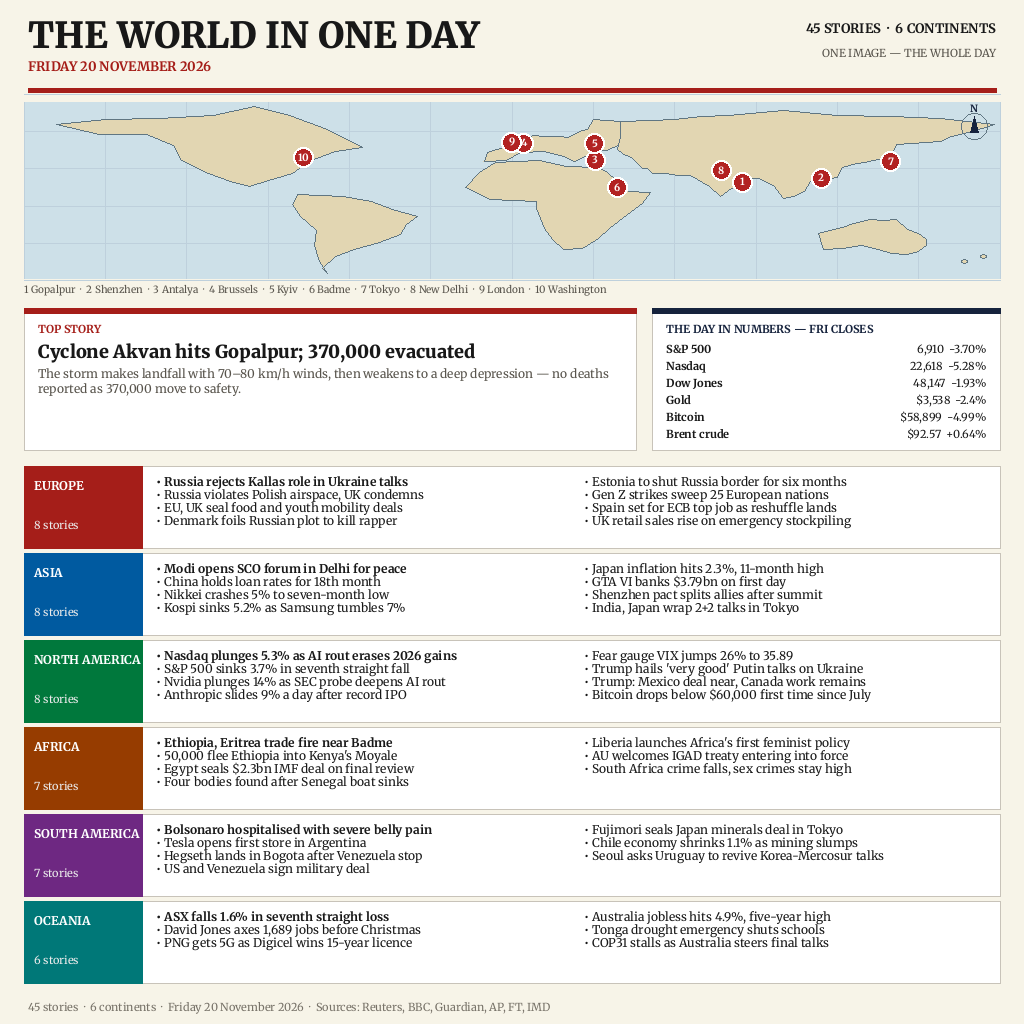 THE WORLD IN ONE DAY
FRIDAY 20 NOVEMBER 2026
45 STORIES · 6 CONTINENTS
ONE IMAGE — THE WHOLE DAY
N
10
9
4
5
3
6
8
1
2
7
1 Gopalpur · 2 Shenzhen · 3 Antalya · 4 Brussels · 5 Kyiv · 6 Badme · 7 Tokyo · 8 New Delhi · 9 London · 10 Washington
TOP STORY
Cyclone Akvan hits Gopalpur; 370,000 evacuated
The storm makes landfall with 70–80 km/h winds, then weakens to a deep depression — no deaths
reported as 370,000 move to safety.
THE DAY IN NUMBERS — FRI CLOSES
S&P 500 6,910 -3.70%
Nasdaq 22,618 -5.28%
Dow Jones 48,147 -1.93%
Gold $3,538 -2.4%
Bitcoin $58,899 -4.99%
Brent crude $92.57 +0.64%
EUROPE
8 stories
· Russia rejects Kallas role in Ukraine talks
· Russia violates Polish airspace, UK condemns
· EU, UK seal food and youth mobility deals
· Denmark foils Russian plot to kill rapper
· Estonia to shut Russia border for six months
· Gen Z strikes sweep 25 European nations
· Spain set for ECB top job as reshuffle lands
· UK retail sales rise on emergency stockpiling
ASIA
8 stories
· Modi opens SCO forum in Delhi for peace
· China holds loan rates for 18th month
· Nikkei crashes 5% to seven-month low
· Kospi sinks 5.2% as Samsung tumbles 7%
· Japan inflation hits 2.3%, 11-month high
· GTA VI banks $3.79bn on first day
· Shenzhen pact splits allies after summit
· India, Japan wrap 2+2 talks in Tokyo
NORTH AMERICA
8 stories
· Nasdaq plunges 5.3% as AI rout erases 2026 gains
· S&P 500 sinks 3.7% in seventh straight fall
· Nvidia plunges 14% as SEC probe deepens AI rout
· Anthropic slides 9% a day after record IPO
· Fear gauge VIX jumps 26% to 35.89
· Trump hails 'very good' Putin talks on Ukraine
· Trump: Mexico deal near, Canada work remains
· Bitcoin drops below $60,000 first time since July
AFRICA
7 stories
· Ethiopia, Eritrea trade fire near Badme
· 50,000 flee Ethiopia into Kenya's Moyale
· Egypt seals $2.3bn IMF deal on final review
· Four bodies found after Senegal boat sinks
· Liberia launches Africa's first feminist policy
· AU welcomes IGAD treaty entering into force
· South Africa crime falls, sex crimes stay high
SOUTH AMERICA
7 stories
· Bolsonaro hospitalised with severe belly pain
· Tesla opens first store in Argentina
· Hegseth lands in Bogota after Venezuela stop
· US and Venezuela sign military deal
· Fujimori seals Japan minerals deal in Tokyo
· Chile economy shrinks 1.1% as mining slumps
· Seoul asks Uruguay to revive Korea-Mercosur talks
OCEANIA
6 stories
· ASX falls 1.6% in seventh straight loss
· David Jones axes 1,689 jobs before Christmas
· PNG gets 5G as Digicel wins 15-year licence
· Australia jobless hits 4.9%, five-year high
· Tonga drought emergency shuts schools
· COP31 stalls as Australia steers final talks
45 stories · 6 continents · Friday 20 November 2026 · Sources: Reuters, BBC, Guardian, AP, FT, IMD